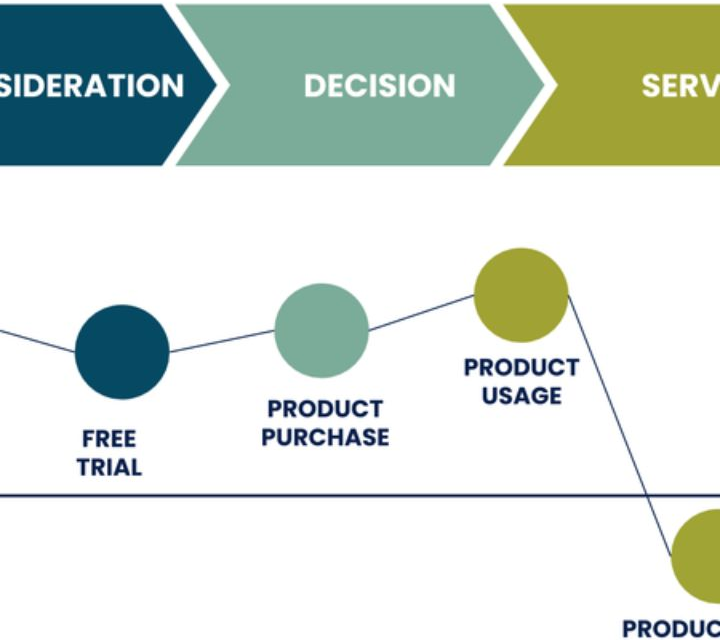 SIDERATION
DECISION
SERV
FREE
TRIAL
PRODUCT
PURCHASE
PRODUCT
USAGE
PRODUC